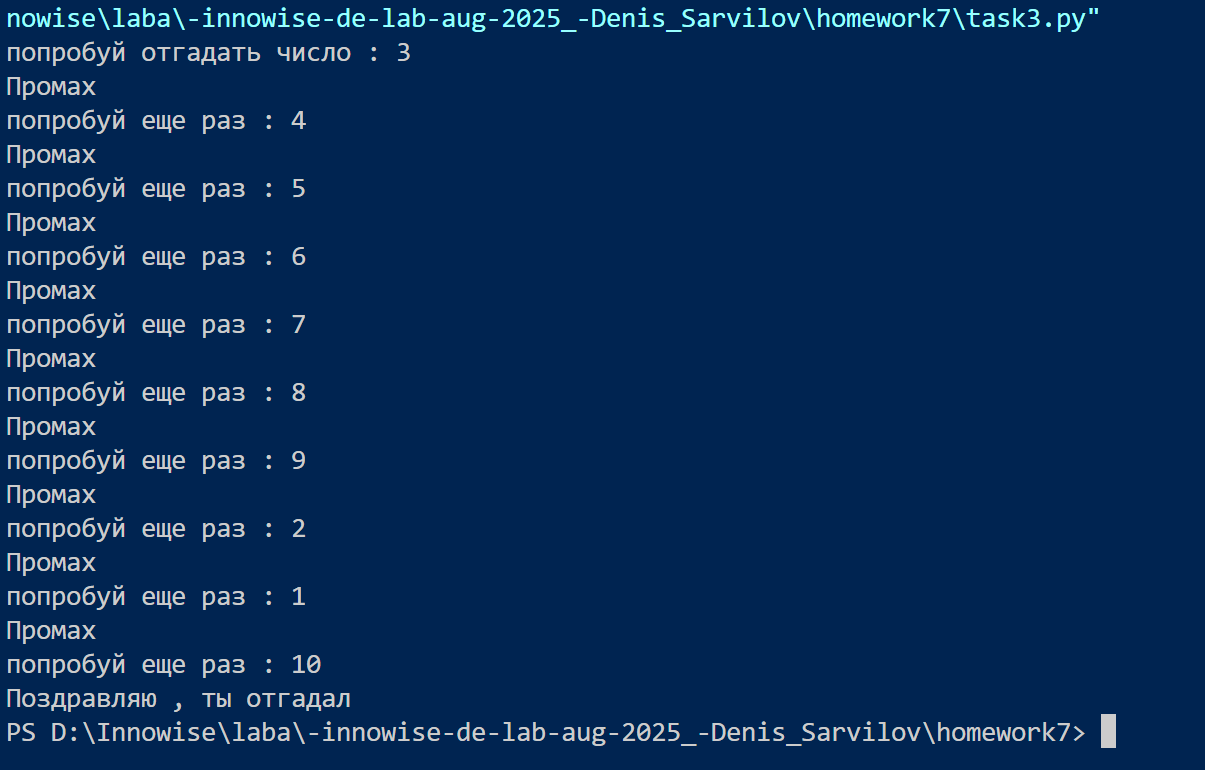 nowise\laba\-innowise-de-lab-aug-2025_-Denis_Sarvilov\homework7\task3.py"
попробуй отгадать число : 3
Промах
попробуй еще раз : 4
Промах
попробуй еще раз : 5
Промах
попробуй еще раз : 6
Промах
попробуй еще раз : 7
Промах
попробуй еще раз : 8
Промах
попробуй еще раз : 9
Промах
попробуй еще раз : 2
Промах
попробуй еще раз : 1
Промах
попробуй еще раз : 10
Поздравляю , ты отгадал
PS D:\Innowise\laba\-innowise-de-lab-aug-2025_-Denis_Sarvilov\homework7>